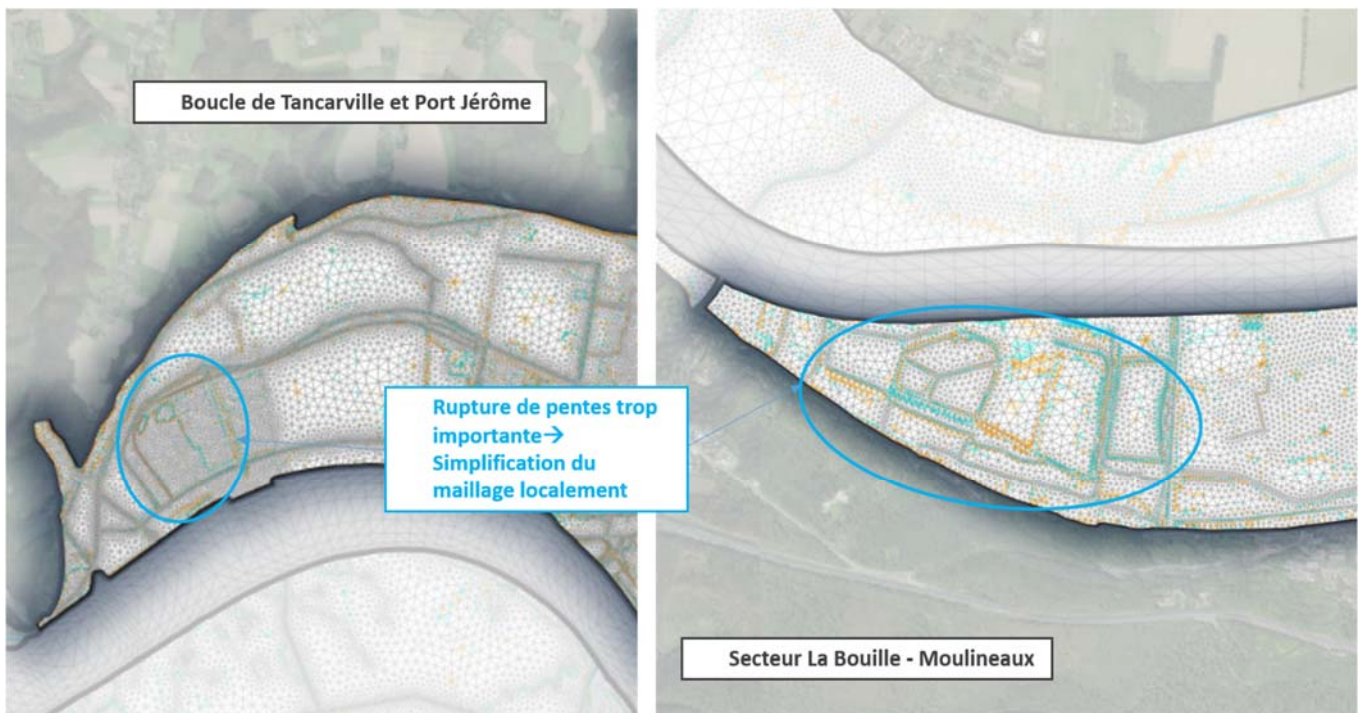 Boucle de Tancarville et Port Jérôme
Rupture de pentes trop
importante→
Simplification du
maillage localement
Secteur La Bouille - Moulineaux